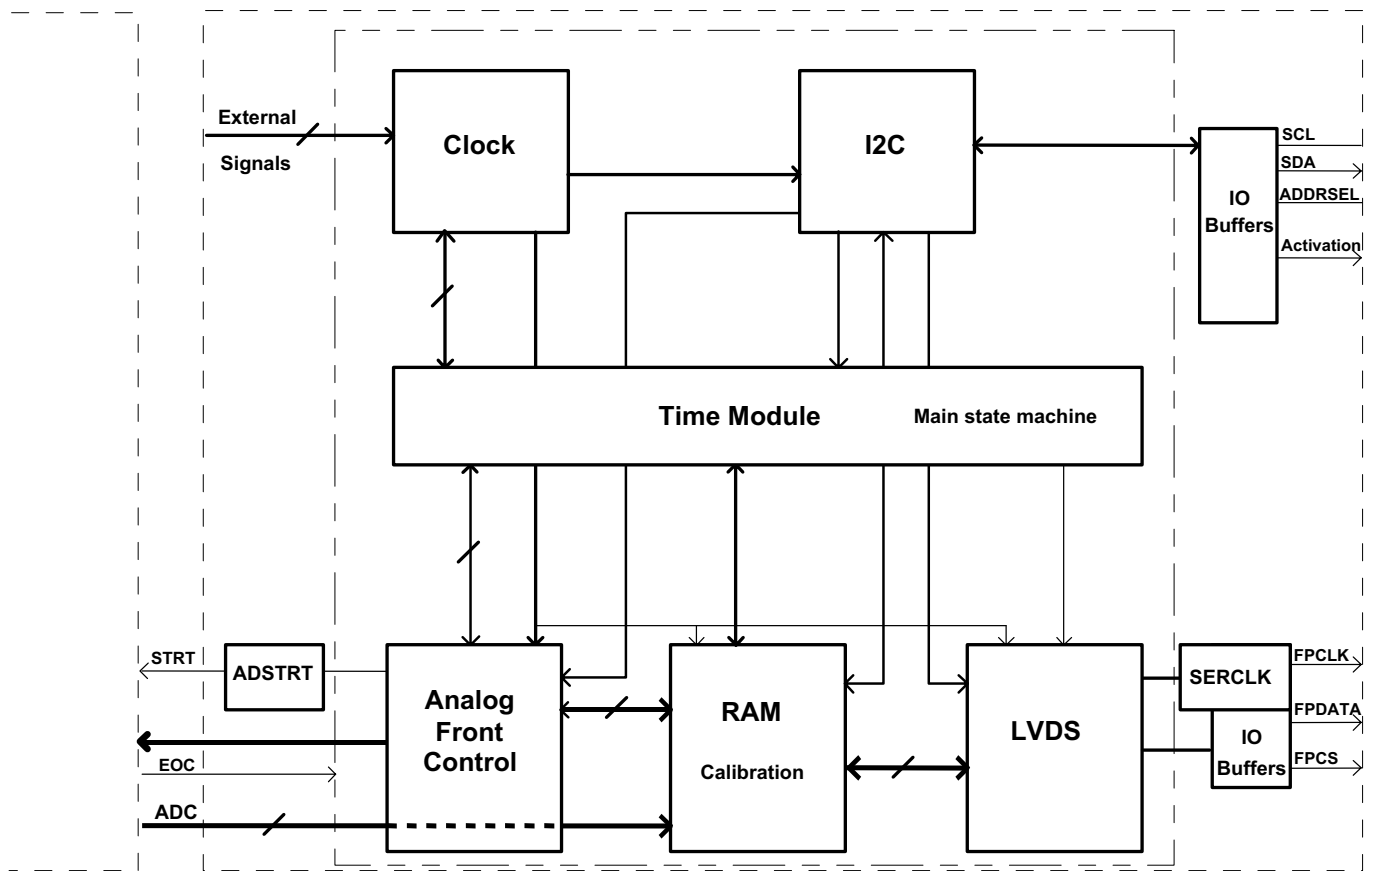 External
Signals
Clock
I2C
IO
Buffers
SCL
SDA
ADDRSEL
Activation
Time Module
Main state machine
STRT
ADSTRT
EOC
ADC
Analog
Front
Control
RAM
Calibration
LVDS
SERCLK
IO
Buffers
FPCLK
FPDATA
FPCS